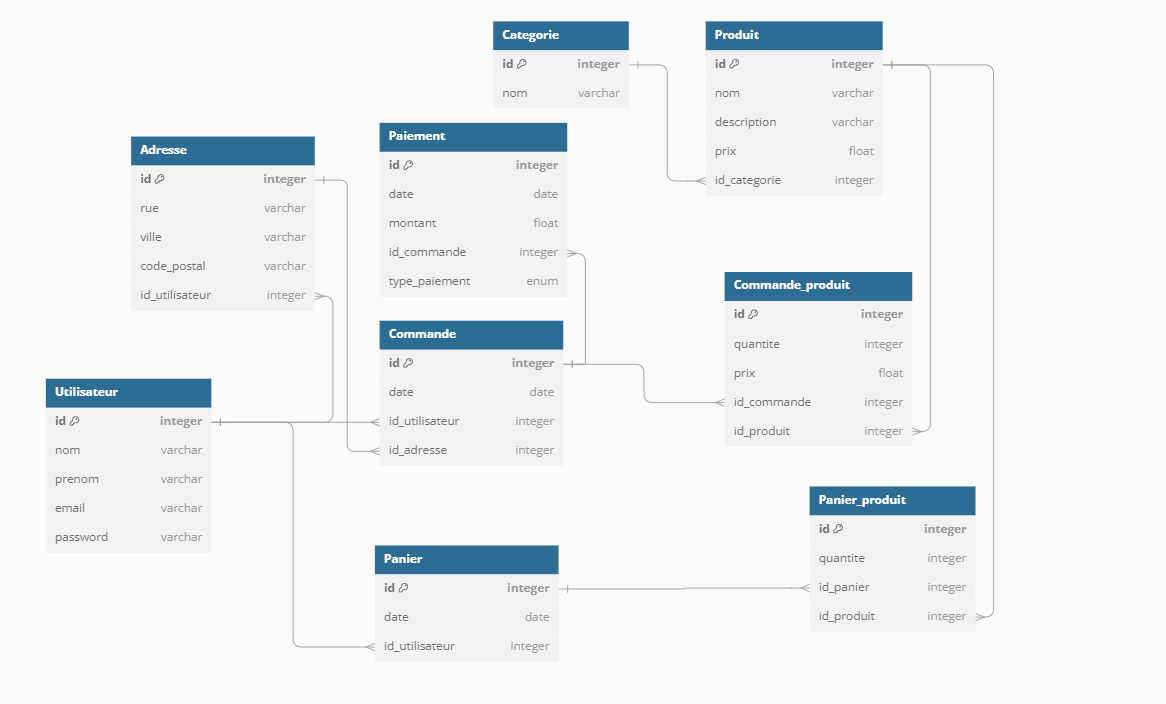 Categorie
id integer
nom varchar
Produit
id integer
nom varchar
description varchar
prix float
id_categorie integer
Paiement
id integer
date date
montant float
id_commande integer
type_paiement enum
Adresse
id integer
rue varchar
ville varchar
code_postal varchar
id_utilisateur integer
Commande_produit
id integer
quantite integer
prix float
id_commande integer
id_produit integer
Commande
id integer
date date
id_utilisateur integer
id_adresse integer
Utilisateur
id integer
nom varchar
prenom varchar
email varchar
password varchar
Panier_produit
id integer
quantite integer
id_panier integer
id_produit integer
Panier
id integer
date date
id_utilisateur integer